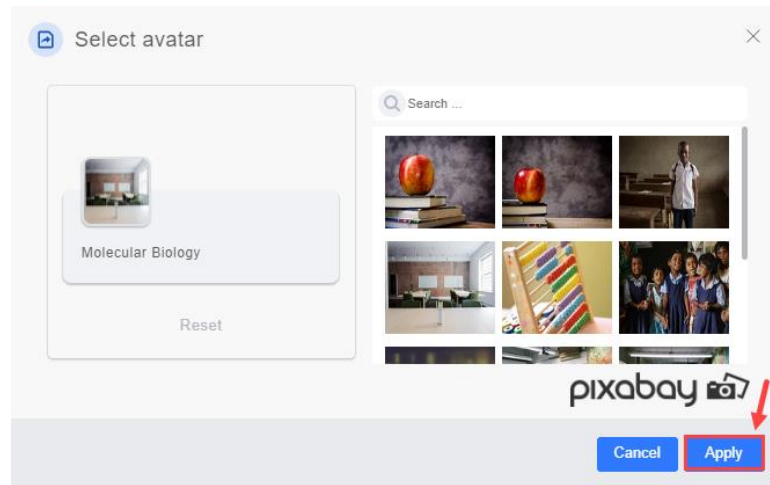 Select avatar
Search ...
Molecular Biology
Reset
pixabay
Cancel
Apply